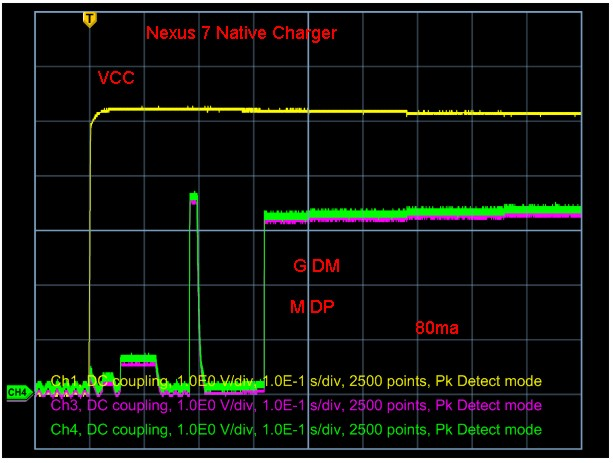 T
Nexus 7 Native Charger
VCC
G DM
M DP
80ma
Ch1, DC coupling, 1.0E0 V/div, 1.0E-1 s/div, 2500 points, Pk Detect mode
CH4
Ch3, DC coupling, 1.0E0 V/div, 1.0E-1 s/div, 2500 points, Pk Detect mode
Ch4, DC coupling, 1.0E0 V/div, 1.0E-1 s/div, 2500 points, Pk Detect mode